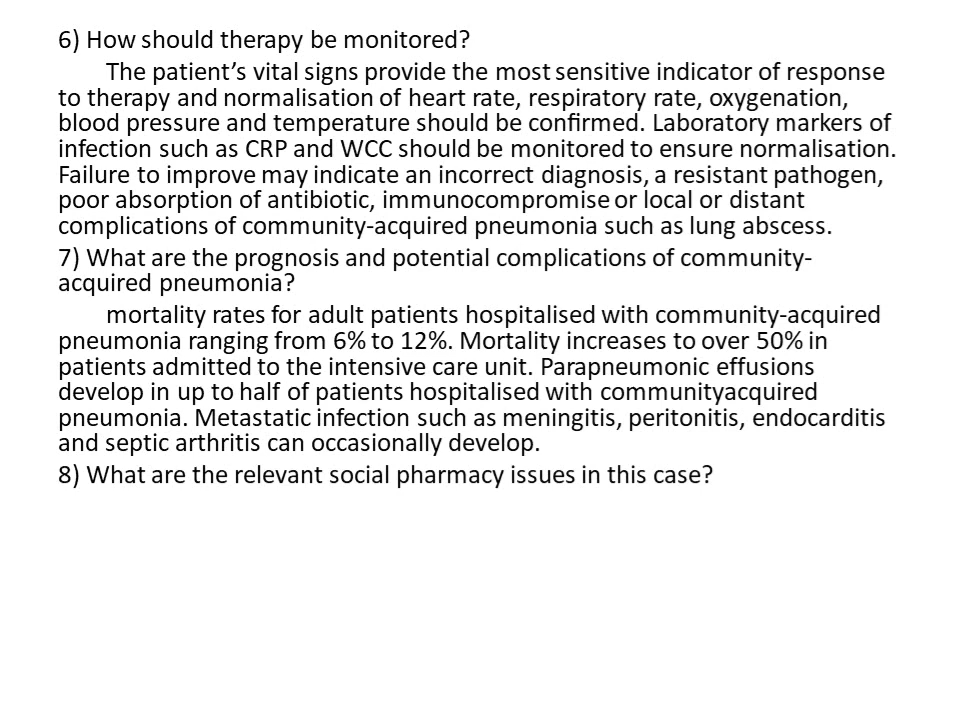 6) How should therapy be monitored?
The patient’s vital signs provide the most sensitive indicator of response
to therapy and normalisation of heart rate, respiratory rate, oxygenation,
blood pressure and temperature should be confirmed. Laboratory markers of
infection such as CRP and WCC should be monitored to ensure normalisation.
Failure to improve may indicate an incorrect diagnosis, a resistant pathogen,
poor absorption of antibiotic, immunocompromise or local or distant
complications of community-acquired pneumonia such as lung abscess.
7) What are the prognosis and potential complications of community-
acquired pneumonia?
mortality rates for adult patients hospitalised with community-acquired
pneumonia ranging from 6% to 12%. Mortality increases to over 50% in
patients admitted to the intensive care unit. Parapneumonic effusions
develop in up to half of patients hospitalised with communityacquired
pneumonia. Metastatic infection such as meningitis, peritonitis, endocarditis
and septic arthritis can occasionally develop.
8) What are the relevant social pharmacy issues in this case?